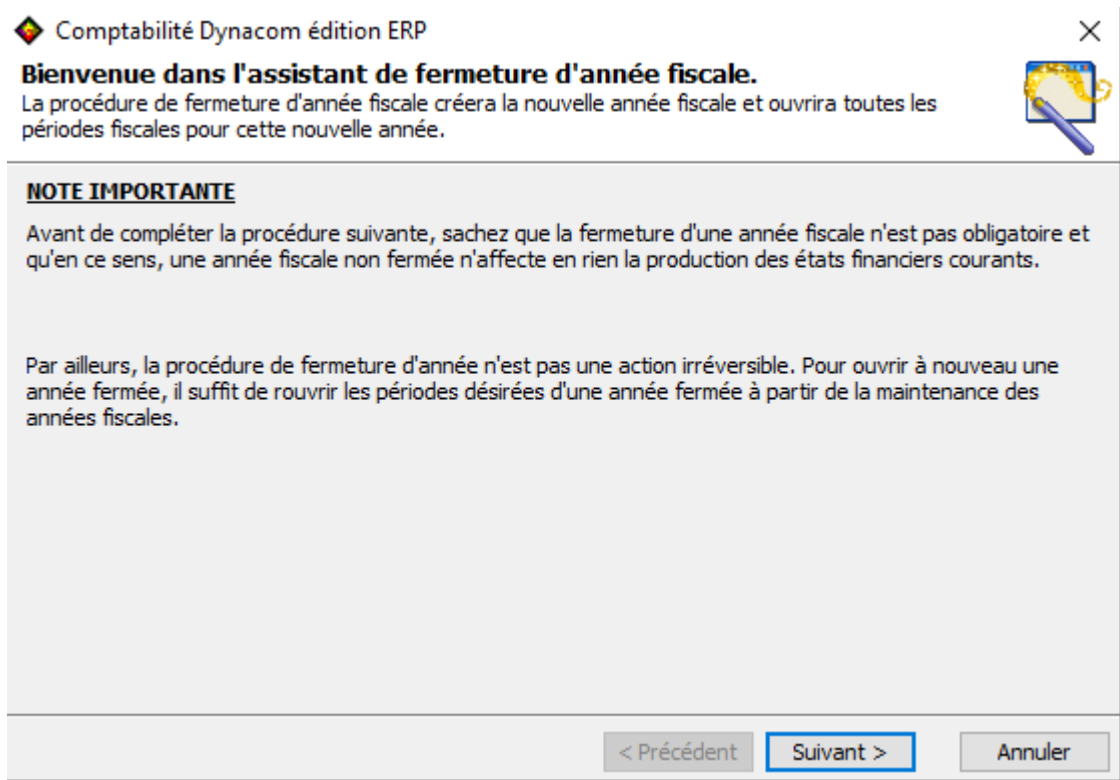 Comptabilité Dynacom édition ERP
Bienvenue dans l'assistant de fermeture d'année fiscale.
La procédure de fermeture d'année fiscale créera la nouvelle année fiscale et ouvrira toutes les
périodes fiscales pour cette nouvelle année.
NOTE IMPORTANTE
Avant de compléter la procédure suivante, sachez que la fermeture d'une année fiscale n'est pas obligatoire et
qu'en ce sens, une année fiscale non fermée n'affecte en rien la production des états financiers courants.
Par ailleurs, la procédure de fermeture d'année n'est pas une action irréversible. Pour ouvrir à nouveau une
année fermée, il suffit de rouvrir les périodes désirées d'une année fermée à partir de la maintenance des
années fiscales.
< Précédent Suivant > Annuler